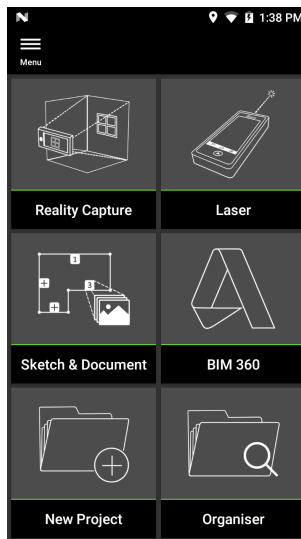 1:38 PM
Menu
Reality Capture
Laser
1
3
Sketch & Document
BIM 360
New Project
Organiser